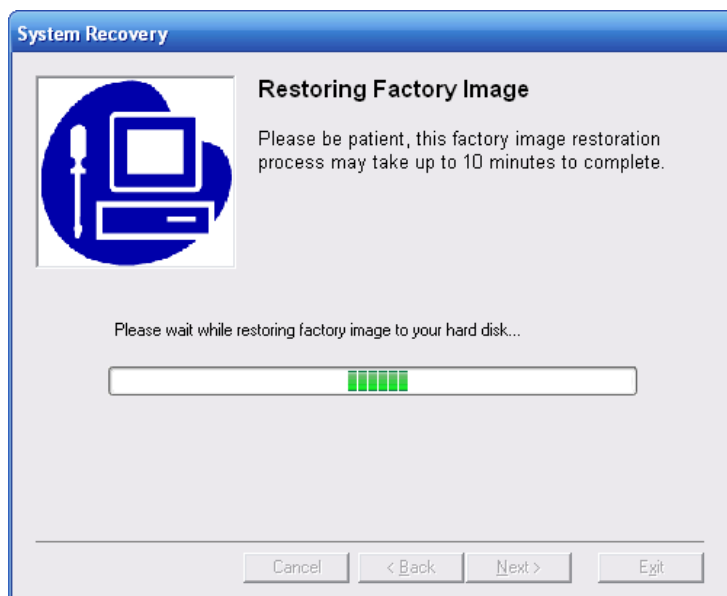 System Recovery
Restoring Factory Image
Please be patient, this factory image restoration
process may take up to 10 minutes to complete.
Please wait while restoring factory image to your hard disk...
Cancel
< Back
Next >
Exit